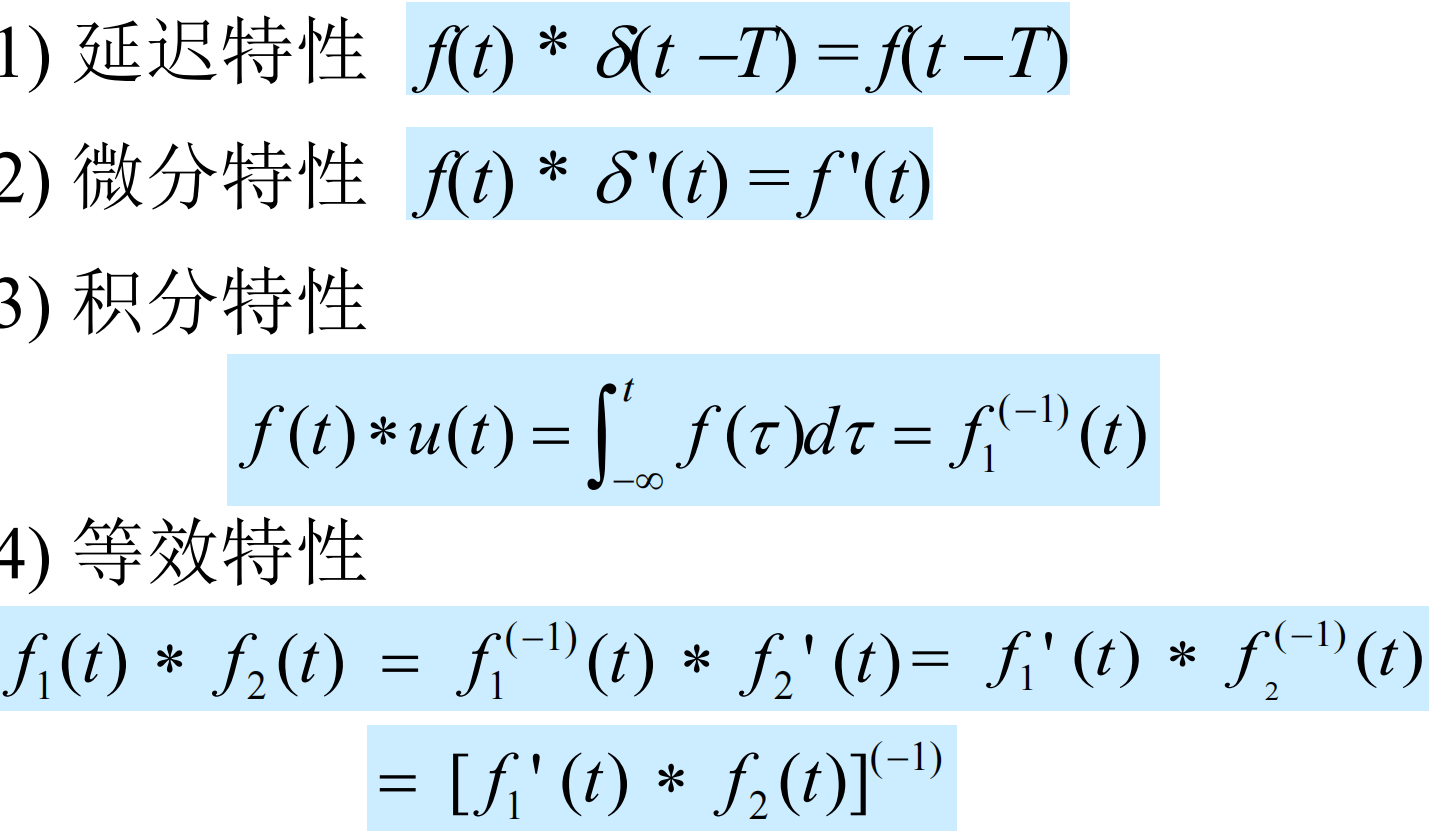 1) 延迟特性 f(t) * δ(t −T) = f(t −T)
2) 微分特性 f(t) * δ'(t) = f '(t)
3) 积分特性
f (t) * u(t) = ∫_{−∞}^{t} f (τ)dτ = f_1^{(−1)}(t)
4) 等效特性
f_1(t) * f_2(t) = f_1^{(−1)}(t) * f_2'(t) = f_1'(t) * f_2^{(−1)}(t)
= [f_1'(t) * f_2(t)]^{(−1)}